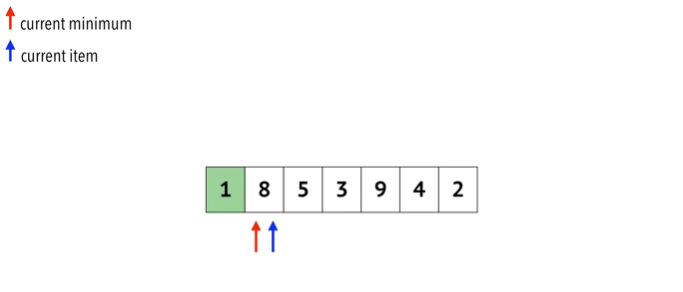 current minimum
current item
1 8 5 3 9 4 2